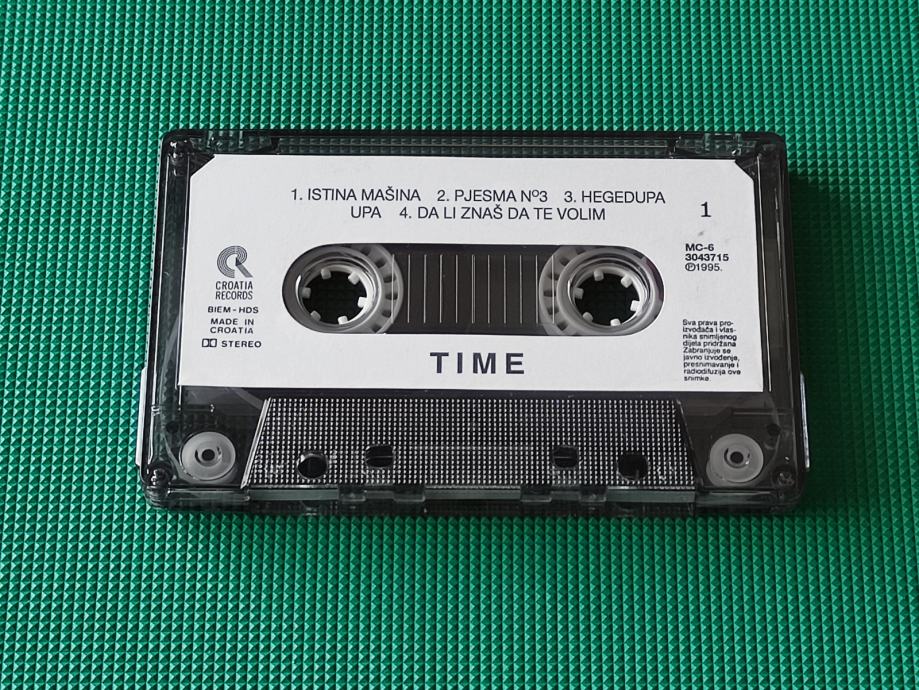 1. ISTINA MAŠINA 2. PJESMA Nº3 3. HEGEDUPA
UPA 4. DA LI ZNAŠ DA TE VOLIM
1
MC-6
3043715
Ⓟ1995.
CROATIA
RECORDS
BIEM-HDS
MADE IN
CROATIA
STEREO
TIME
Sva prava pro-
izvođača i vlas-
nika snimljenog
dijela pridržana
Zabranjuje se
javno izvođenje,
presnimavanje i
radiodifuzija ove
snimke.